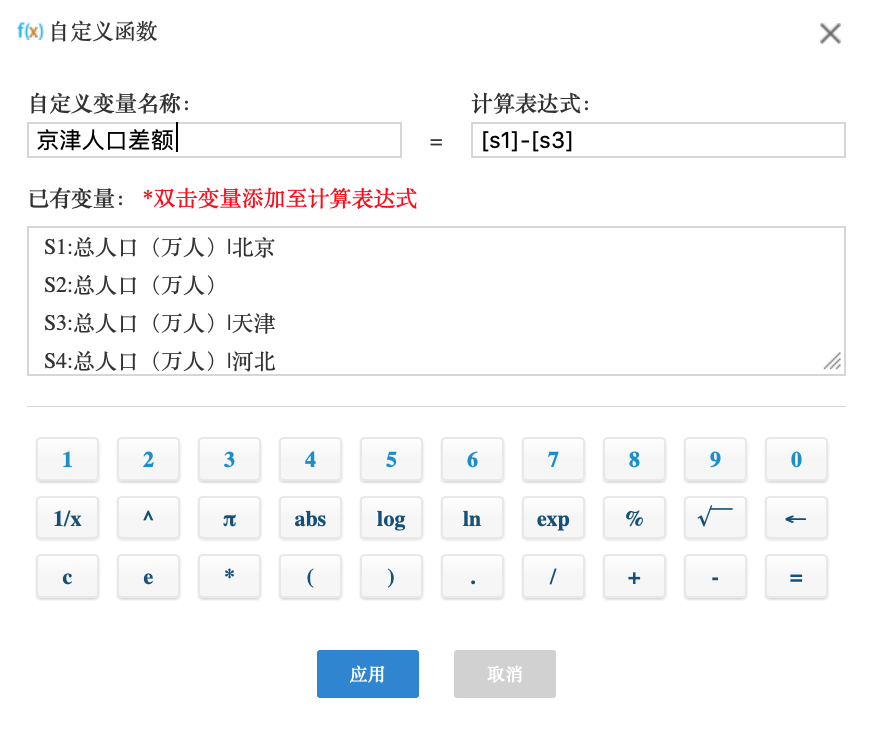 f(x) 自定义函数
自定义变量名称: 计算表达式:
京津人口差额 = [s1]-[s3]
已有变量: *双击变量添加至计算表达式
S1:总人口（万人）|北京
S2:总人口（万人）
S3:总人口（万人）|天津
S4:总人口（万人）|河北
1 2 3 4 5 6 7 8 9 0
1/x ^ π abs log ln exp % √ ←
c e * ( ) . / + - =
应用 取消